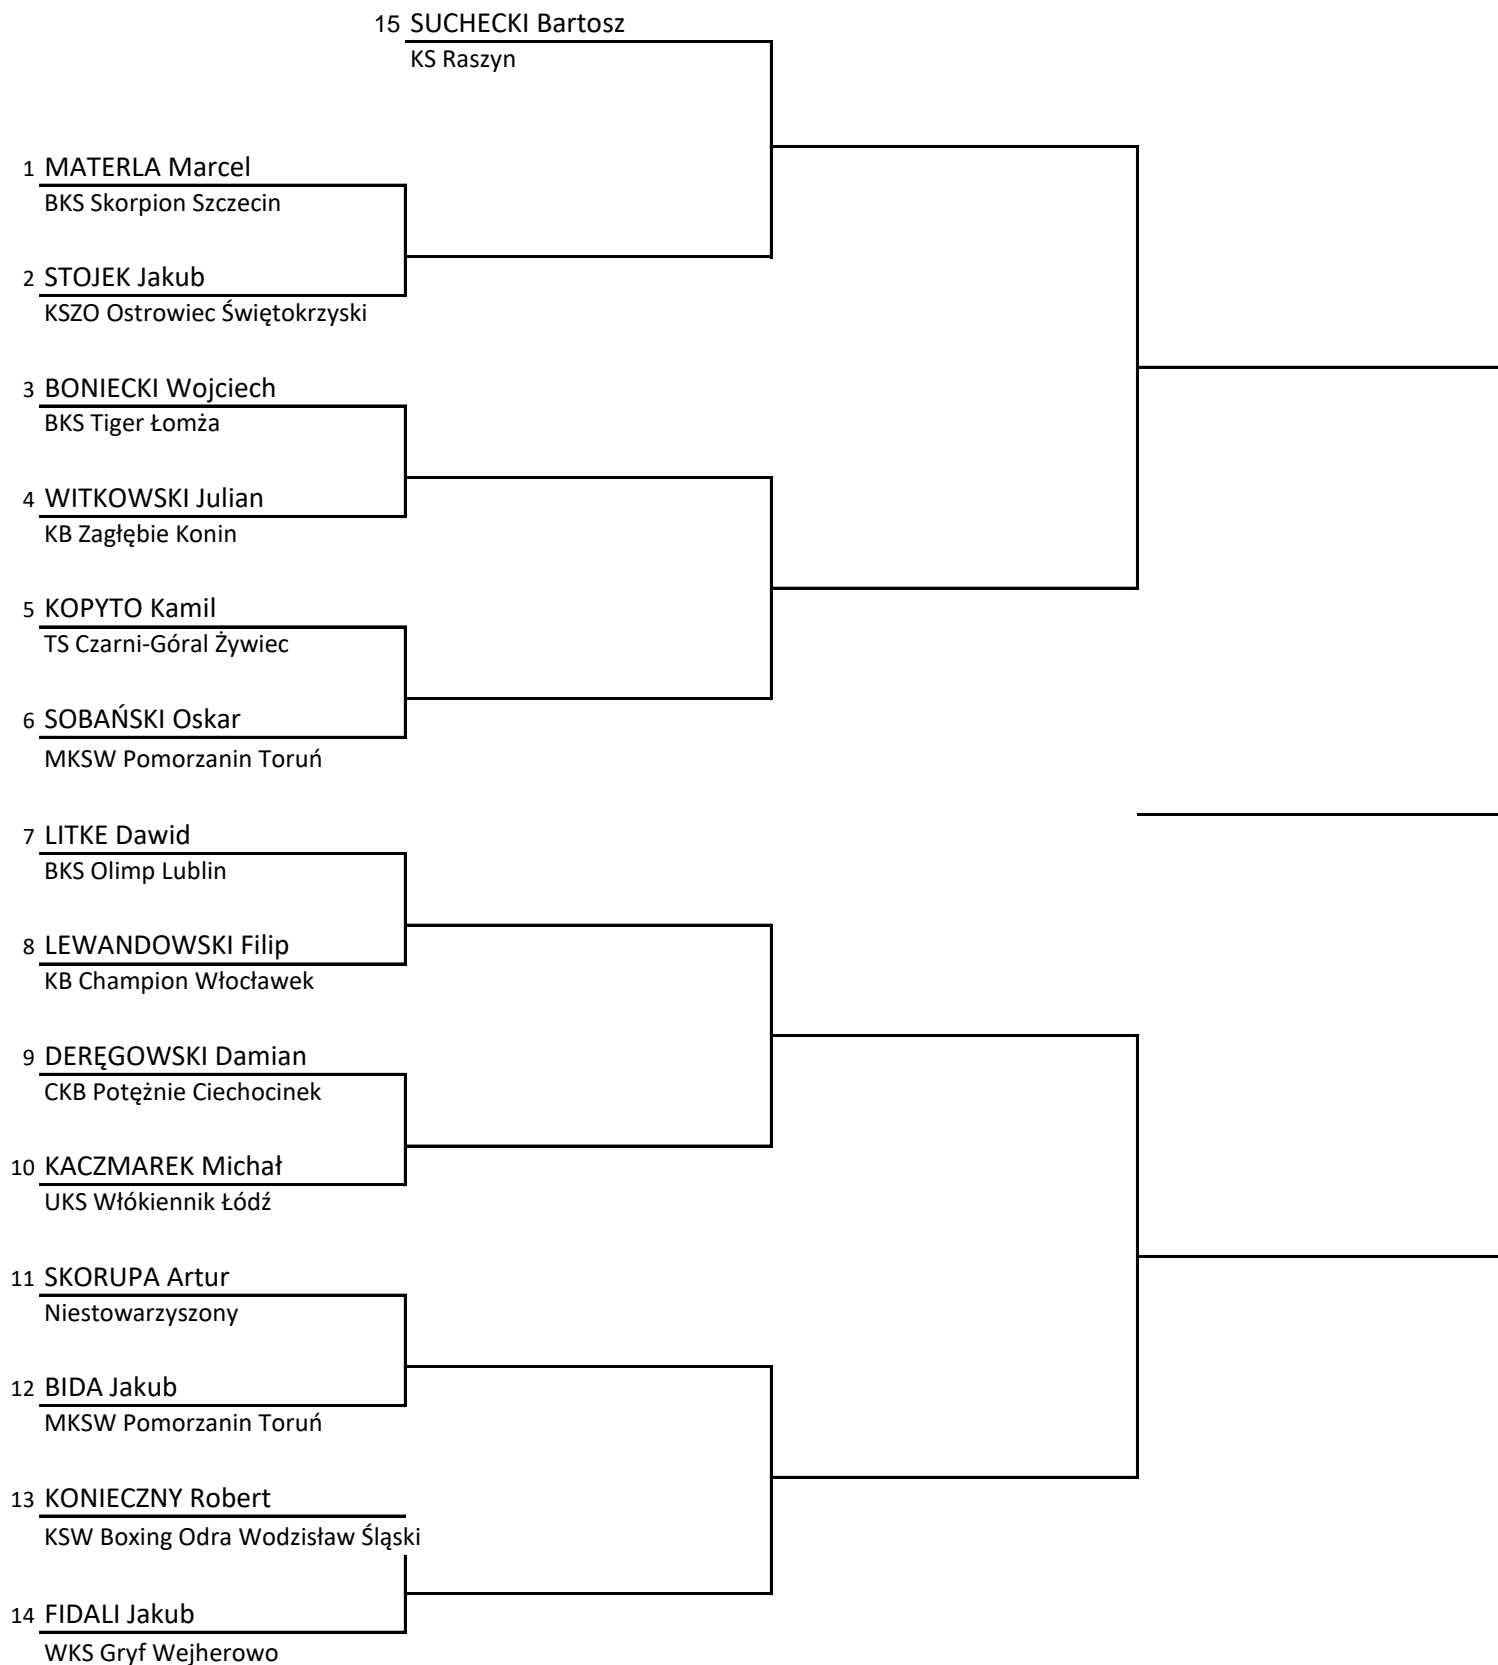 15 SUCHECKI Bartosz
KS Raszyn
1 MATERLA Marcel
BKS Skorpion Szczecin
2 STOJEK Jakub
KSZO Ostrowiec Świętokrzyski
3 BONIECKI Wojciech
BKS Tiger Łomża
4 WITKOWSKI Julian
KB Zagłębie Konin
5 KOPYTO Kamil
TS Czarni-Góral Żywiec
6 SOBAŃSKI Oskar
MKSW Pomorzanin Toruń
7 LITKE Dawid
BKS Olimp Lublin
8 LEWANDOWSKI Filip
KB Champion Włocławek
9 DERĘGOWSKI Damian
CKB Potężnie Ciechocinek
10 KACZMAREK Michał
UKS Włókiennik Łódź
11 SKORUPA Artur
Niestowarzyszony
12 BIDA Jakub
MKSW Pomorzanin Toruń
13 KONIECZNY Robert
KSW Boxing Odra Wodzisław Śląski
14 FIDALI Jakub
WKS Gryf Wejherowo